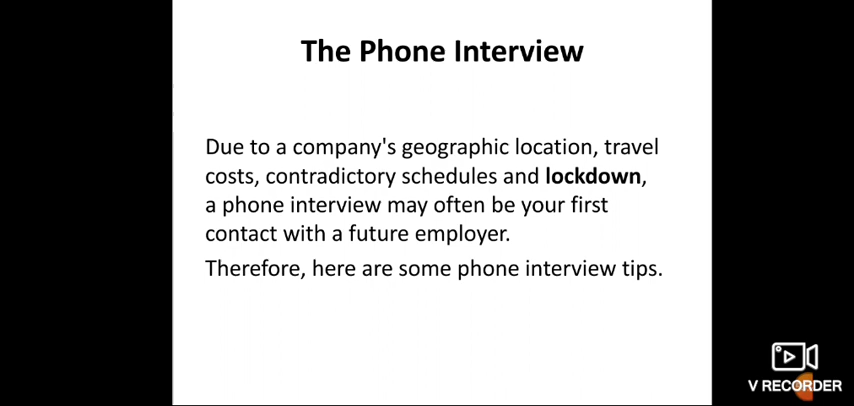 The Phone Interview
Due to a company's geographic location, travel
costs, contradictory schedules and lockdown,
a phone interview may often be your first
contact with a future employer.
Therefore, here are some phone interview tips.
V RECORDER